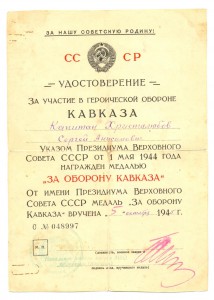 ЗА НАШУ СОВЕТСКУЮ РОДИНУ!
СС СР
УДОСТОВЕРЕНИЕ
ЗА УЧАСТИЕ В ГЕРОИЧЕСКОЙ ОБОРОНЕ
КАВКАЗА
Капитан
Сергей Антонович
УКАЗОМ ПРЕЗИДИУМА ВЕРХОВНОГО
СОВЕТА СССР ОТ 1 МАЯ 1944 ГОДА
НАГРАЖДЕН МЕДАЛЬЮ
„ЗА ОБОРОНУ КАВКАЗА“
ОТ ИМЕНИ ПРЕЗИДИУМА ВЕРХОВНОГО
СОВЕТА СССР МЕДАЛЬ „ЗА ОБОРОНУ
КАВКАЗА“ ВРУЧЕНА
С № 048997
М. П.